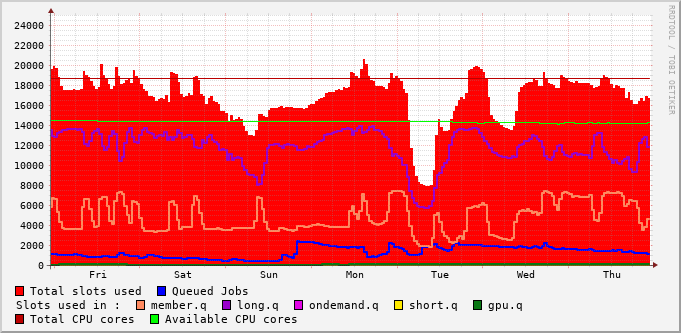 RRDTOOL / TOBI OETIKER
24000
22000
20000
18000
16000
14000
12000
10000
8000
6000
4000
2000
0
Fri Sat Sun Mon Tue Wed Thu
Total slots used Queued Jobs
Slots used in : member.q long.q ondemand.q short.q gpu.q
Total CPU cores Available CPU cores